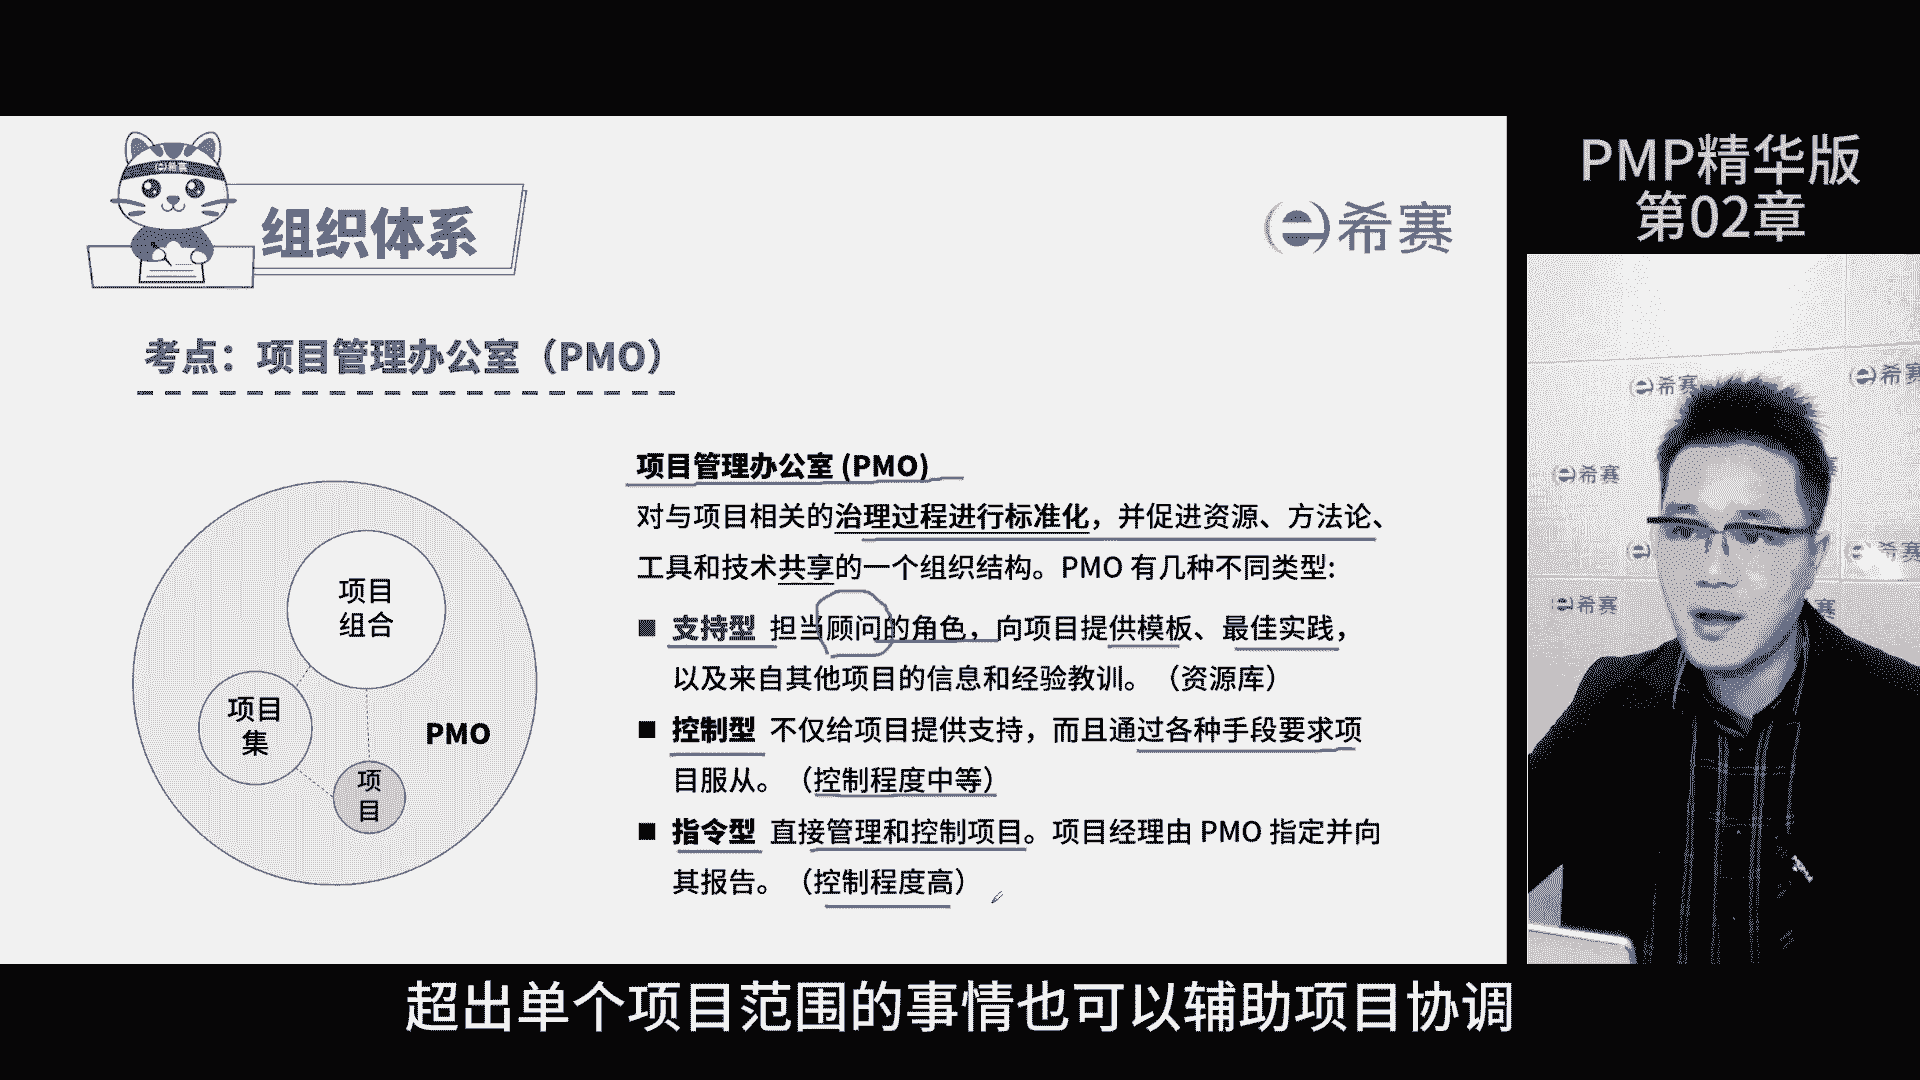 PMP精华版
第02章
组织体系
希赛
考点：项目管理办公室（PMO）
项目
组合
项目
集
PMO
项
目
项目管理办公室 (PMO)
对与项目相关的治理过程进行标准化，并促进资源、方法论、
工具和技术共享的一个组织结构。PMO 有几种不同类型:
■ 支持型 担当顾问的角色，向项目提供模板、最佳实践，
以及来自其他项目的信息和经验教训。（资源库）
■ 控制型 不仅给项目提供支持，而且通过各种手段要求项
目服从。（控制程度中等）
■ 指令型 直接管理和控制项目。项目经理由 PMO 指定并向
其报告。（控制程度高）
希赛
希赛
希赛
希赛
希赛
赛
超出单个项目范围的事情也可以辅助项目协调